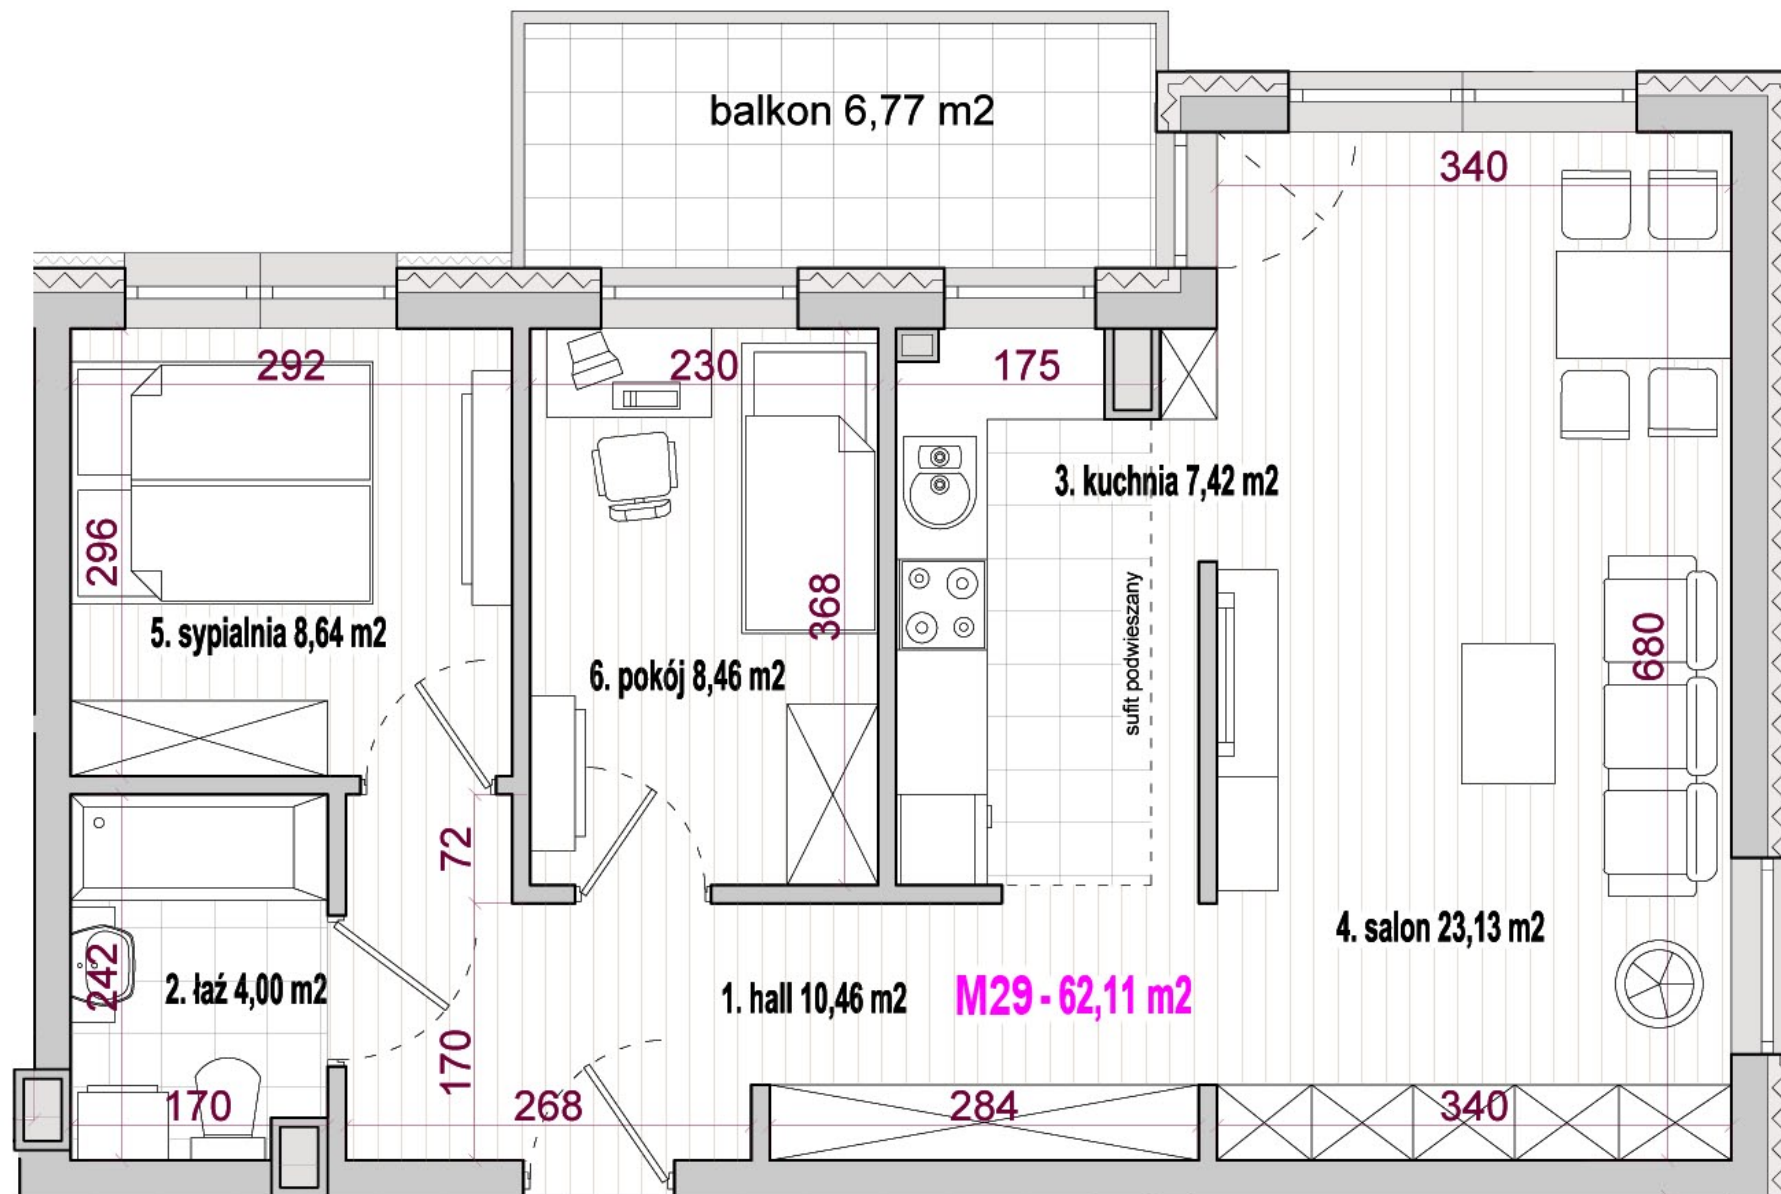 balkon 6,77 m2
340
292
230
175
3. kuchnia 7,42 m2
296
368
sufit podwieszany
5. sypialnia 8,64 m2
6. pokój 8,46 m2
680
72
4. salon 23,13 m2
242
2. łaź 4,00 m2
1. hall 10,46 m2
M29 - 62,11 m2
170
170
268
284
340